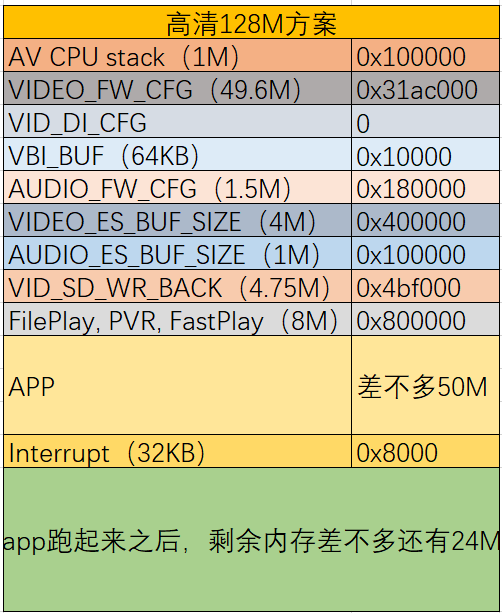 高清128M方案
AV CPU stack（1M） 0x100000
VIDEO_FW_CFG（49.6M） 0x31ac000
VID_DI_CFG 0
VBI_BUF（64KB） 0x10000
AUDIO_FW_CFG（1.5M） 0x180000
VIDEO_ES_BUF_SIZE（4M） 0x400000
AUDIO_ES_BUF_SIZE（1M） 0x100000
VID_SD_WR_BACK（4.75M） 0x4bf000
FilePlay, PVR, FastPlay（8M） 0x800000
APP 差不多50M
Interrupt（32KB） 0x8000
app跑起来之后，剩余内存差不多还有24M